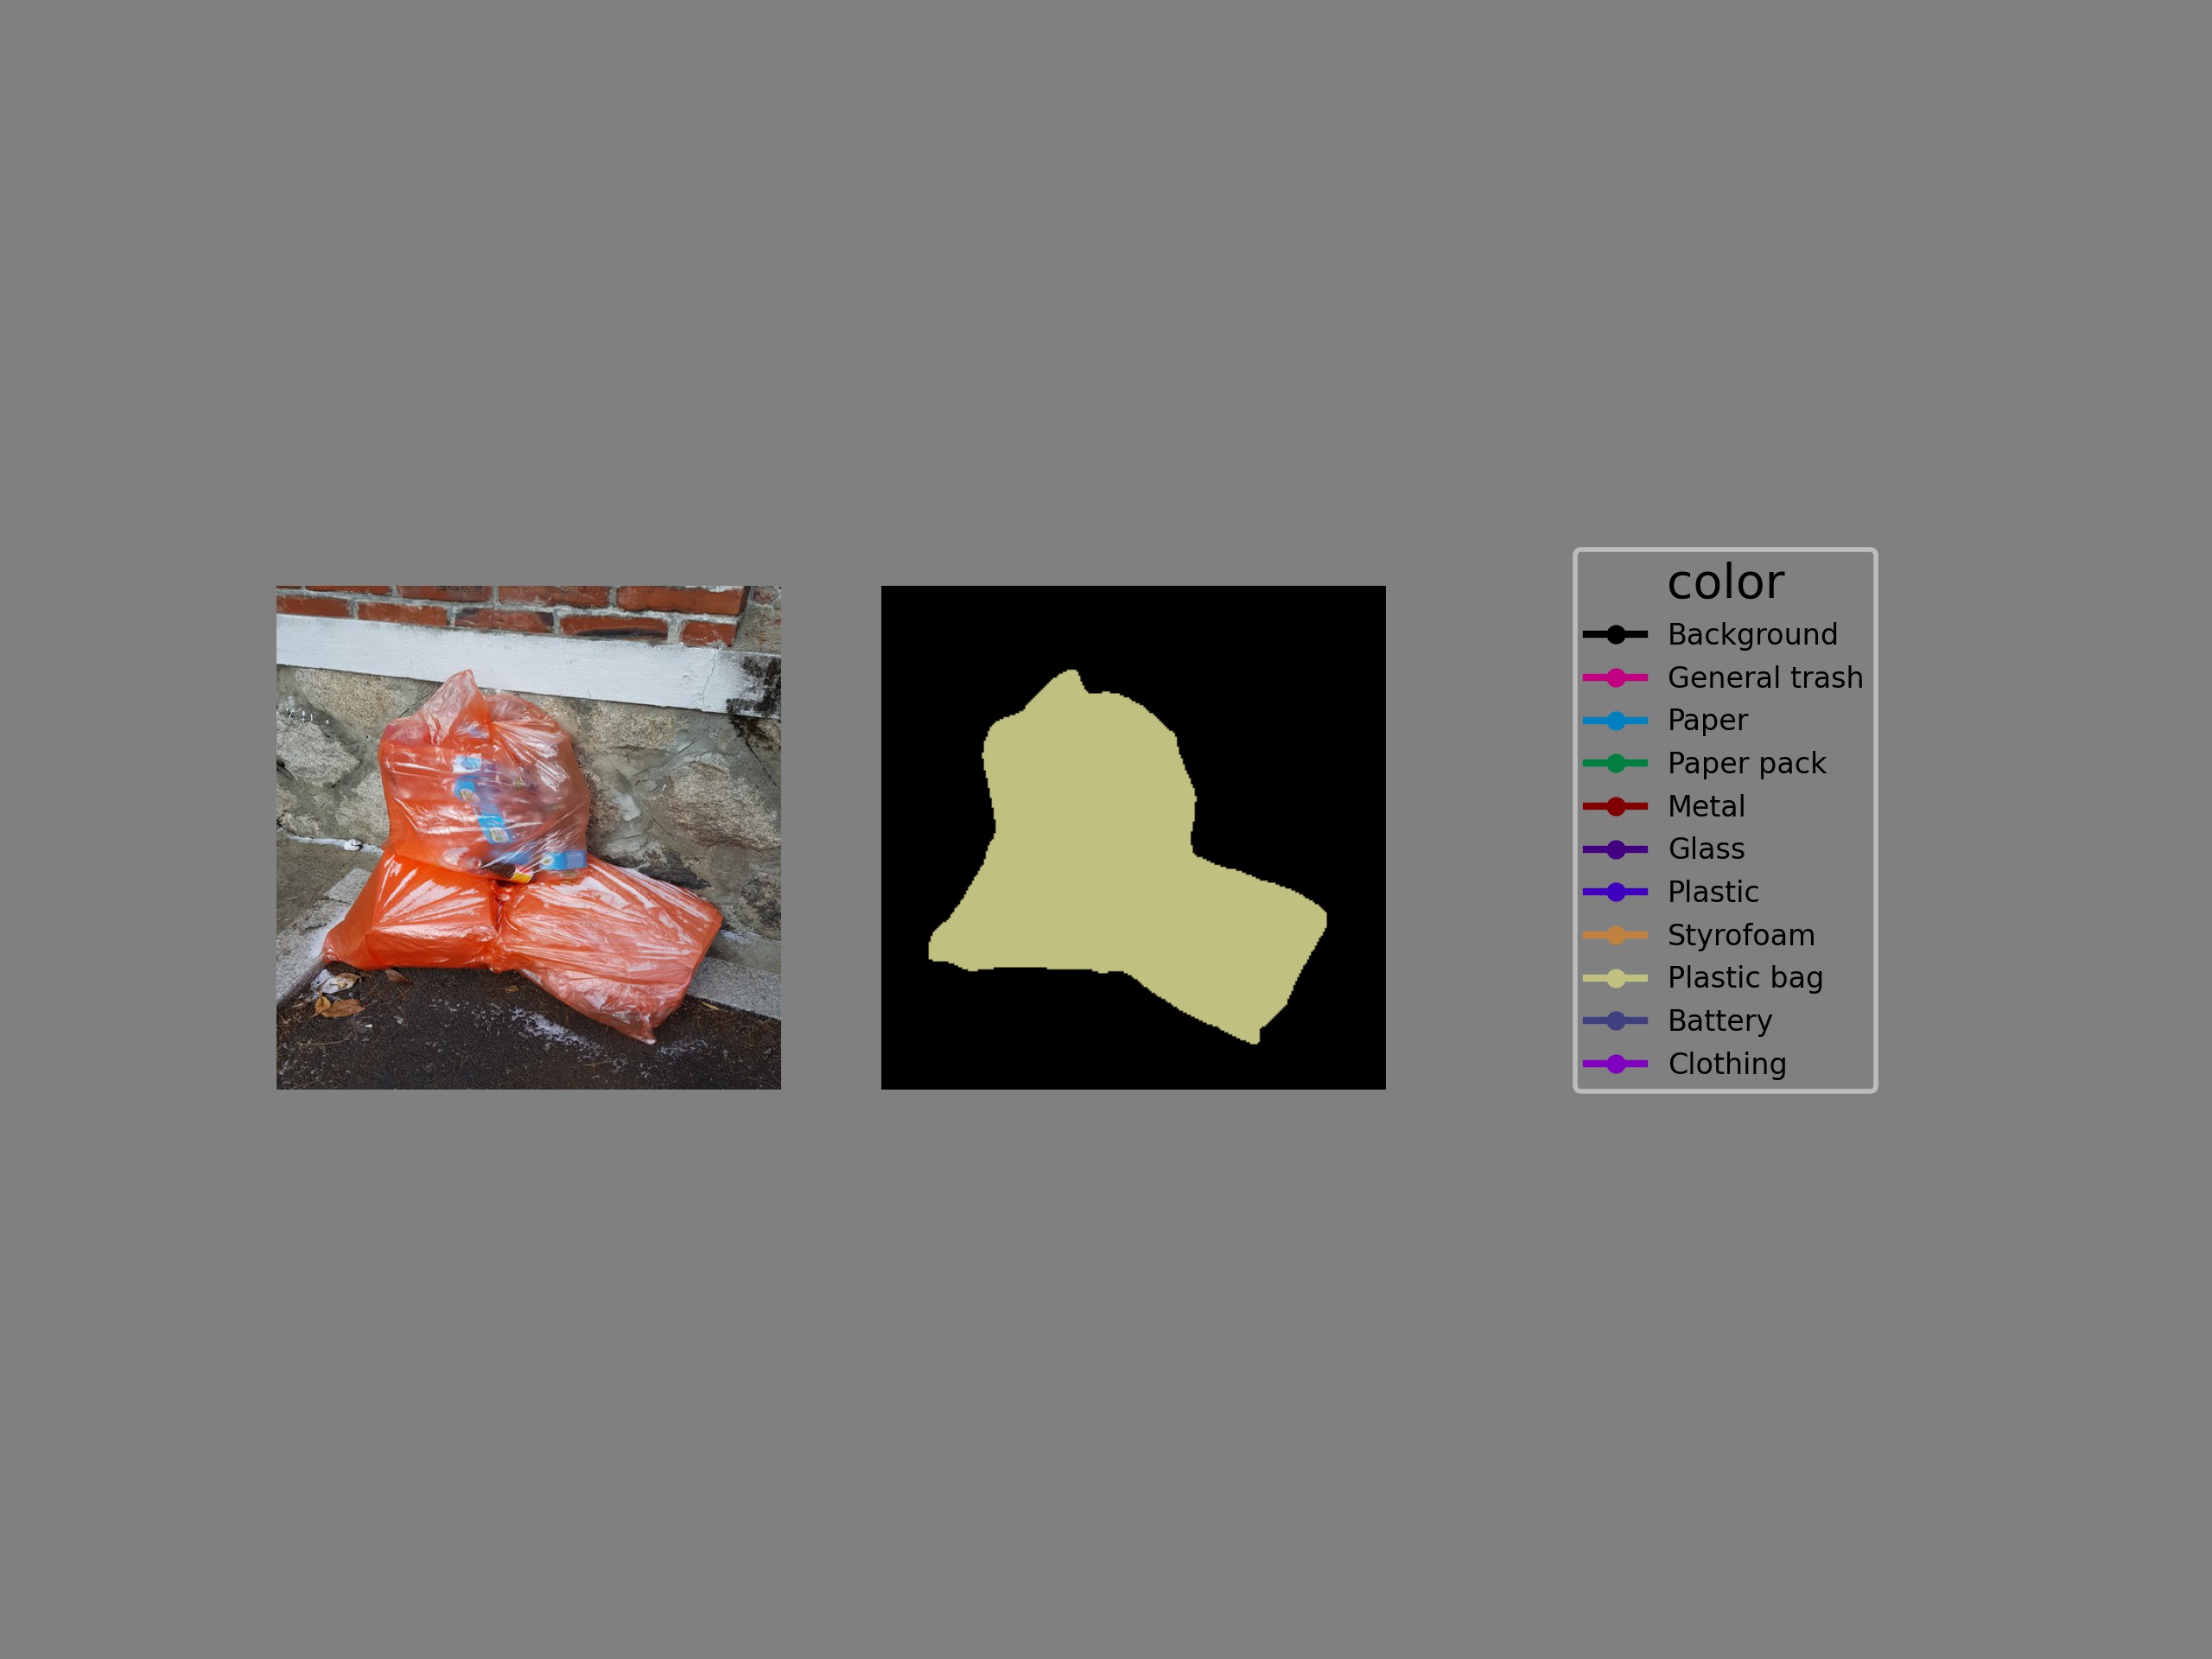 color
Background
General trash
Paper
Paper pack
Metal
Glass
Plastic
Styrofoam
Plastic bag
Battery
Clothing